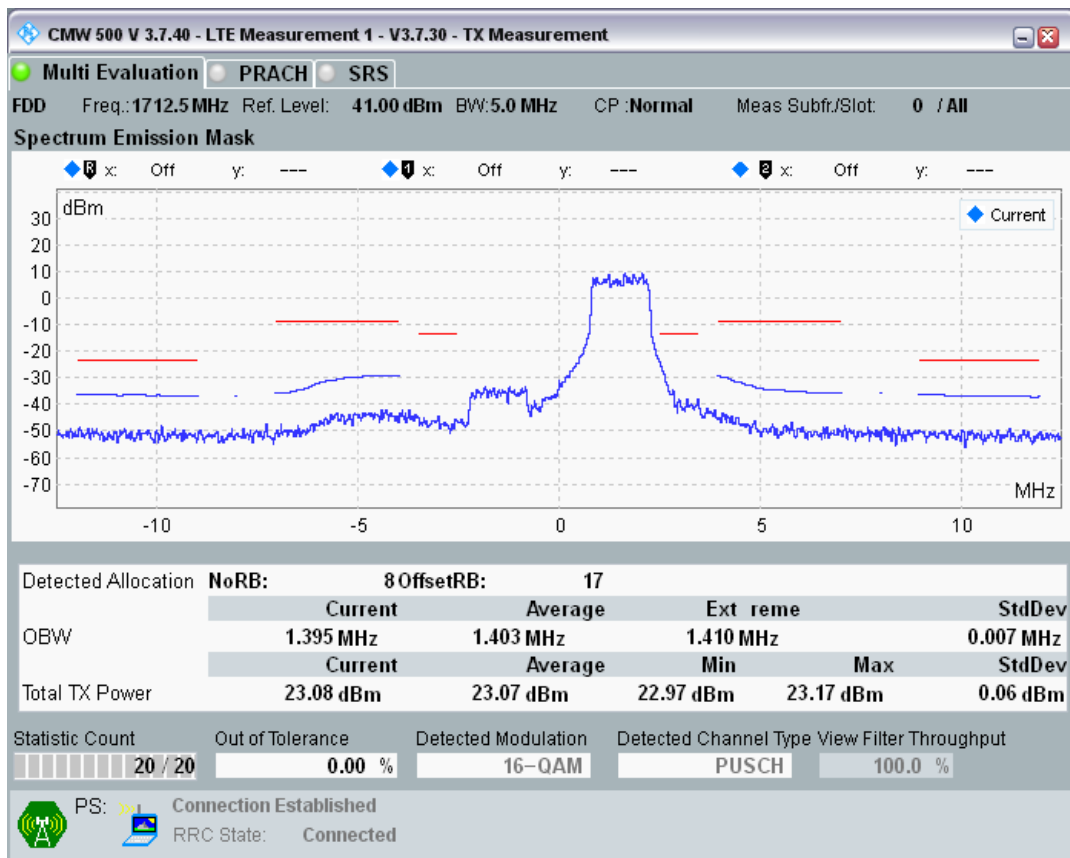 CMW 500 V 3.7.40 - LTE Measurement 1 - V3.7.30 - TX Measurement
Multi Evaluation PRACH SRS
FDD Freq.:1712.5 MHz Ref. Level: 41.00 dBm BW:5.0 MHz CP :Normal Meas Subfr./Slot: 0 / All
Spectrum Emission Mask
R x: Off y: --- 1 x: Off y: --- 2 x: Off y: ---
dBm
Current
30
20
10
0
-10
-20
-30
-40
-50
-60
-70
MHz
-10 -5 0 5 10
Detected Allocation NoRB: 8 OffsetRB: 17
Current Average Ext reme StdDev
OBW 1.395 MHz 1.403 MHz 1.410 MHz 0.007 MHz
Current Average Min Max StdDev
Total TX Power 23.08 dBm 23.07 dBm 22.97 dBm 23.17 dBm 0.06 dBm
Statistic Count Out of Tolerance Detected Modulation Detected Channel Type View Filter Throughput
20 / 20 0.00 % 16-QAM PUSCH 100.0 %
PS: Connection Established
RRC State: Connected